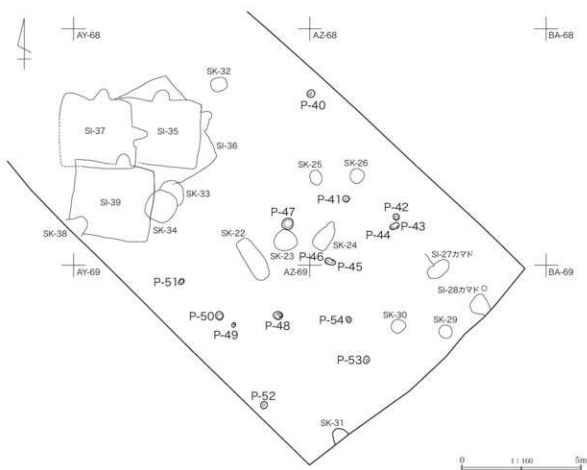 AY-68
AZ-68
BA-68
SK-32
P-40
SI-37
SI-35
SI-36
SK-25
SK-26
P-41
SI-39
SK-33
SK-34
SK-38
P-42
P-43
P-44
P-47
SK-22
SK-23
SK-24
P-46
P-45
AY-69
AZ-69
BA-69
SI-27カマド
SI-28カマド
P-51
P-50
P-49
P-48
P-54
SK-30
SK-29
P-53
P-52
SK-31
0 1:160 5m